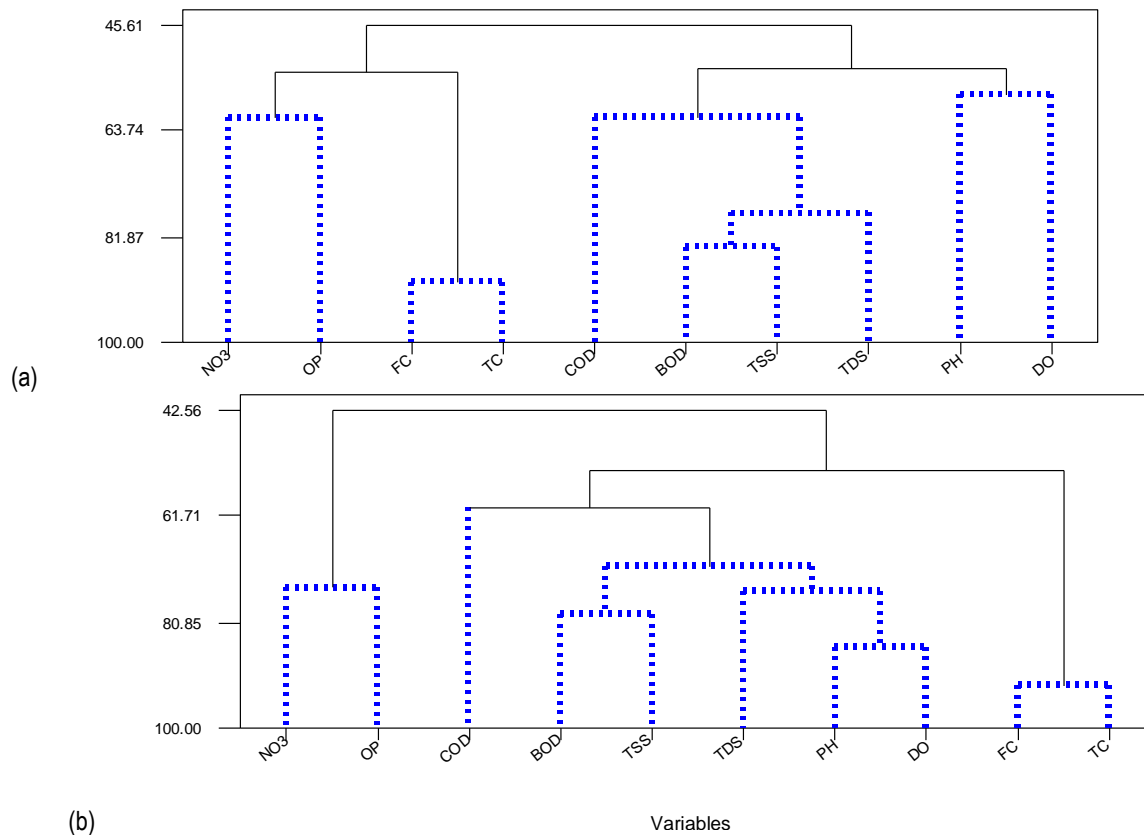 45.61
63.74
81.87
100.00
NO3 OP FC TC COD BOD TSS TDS PH DO
(a)
42.56
61.71
80.85
100.00
NO3 OP COD BOD TSS TDS PH DO FC TC
(b) Variables